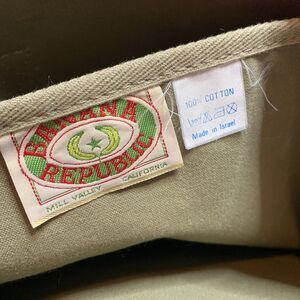 BANANA
REPUBLIC
MILL VALLEY CALIFORNIA
100% COTTON
Made in Israel